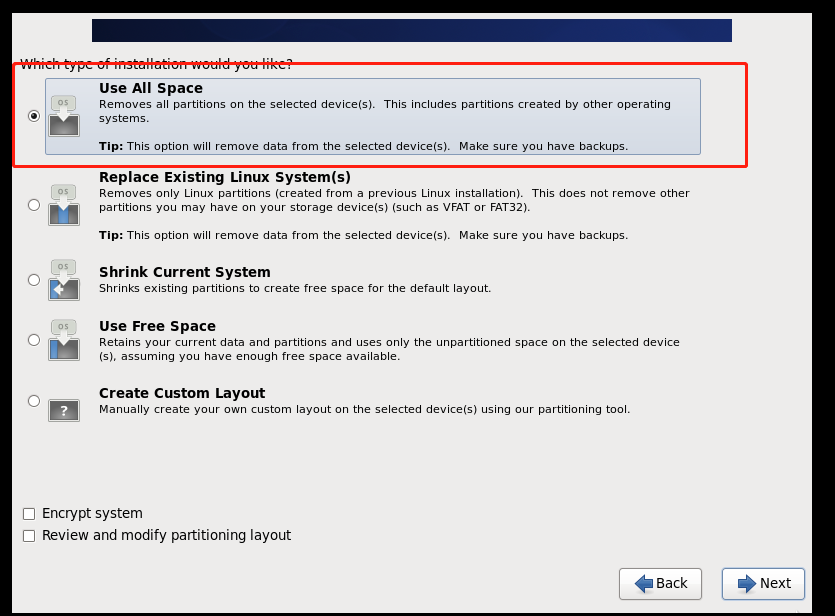 Which type of installation would you like?
Use All Space
Removes all partitions on the selected device(s).  This includes partitions created by other operating
systems.
Tip: This option will remove data from the selected device(s).  Make sure you have backups.
OS
Replace Existing Linux System(s)
Removes only Linux partitions (created from a previous Linux installation).  This does not remove other
partitions you may have on your storage device(s) (such as VFAT or FAT32).
Tip: This option will remove data from the selected device(s).  Make sure you have backups.
OS
Shrink Current System
Shrinks existing partitions to create free space for the default layout.
OS
Use Free Space
Retains your current data and partitions and uses only the unpartitioned space on the selected device
(s), assuming you have enough free space available.
OS
Create Custom Layout
Manually create your own custom layout on the selected device(s) using our partitioning tool.
?
Encrypt system
Review and modify partitioning layout
Back
Next